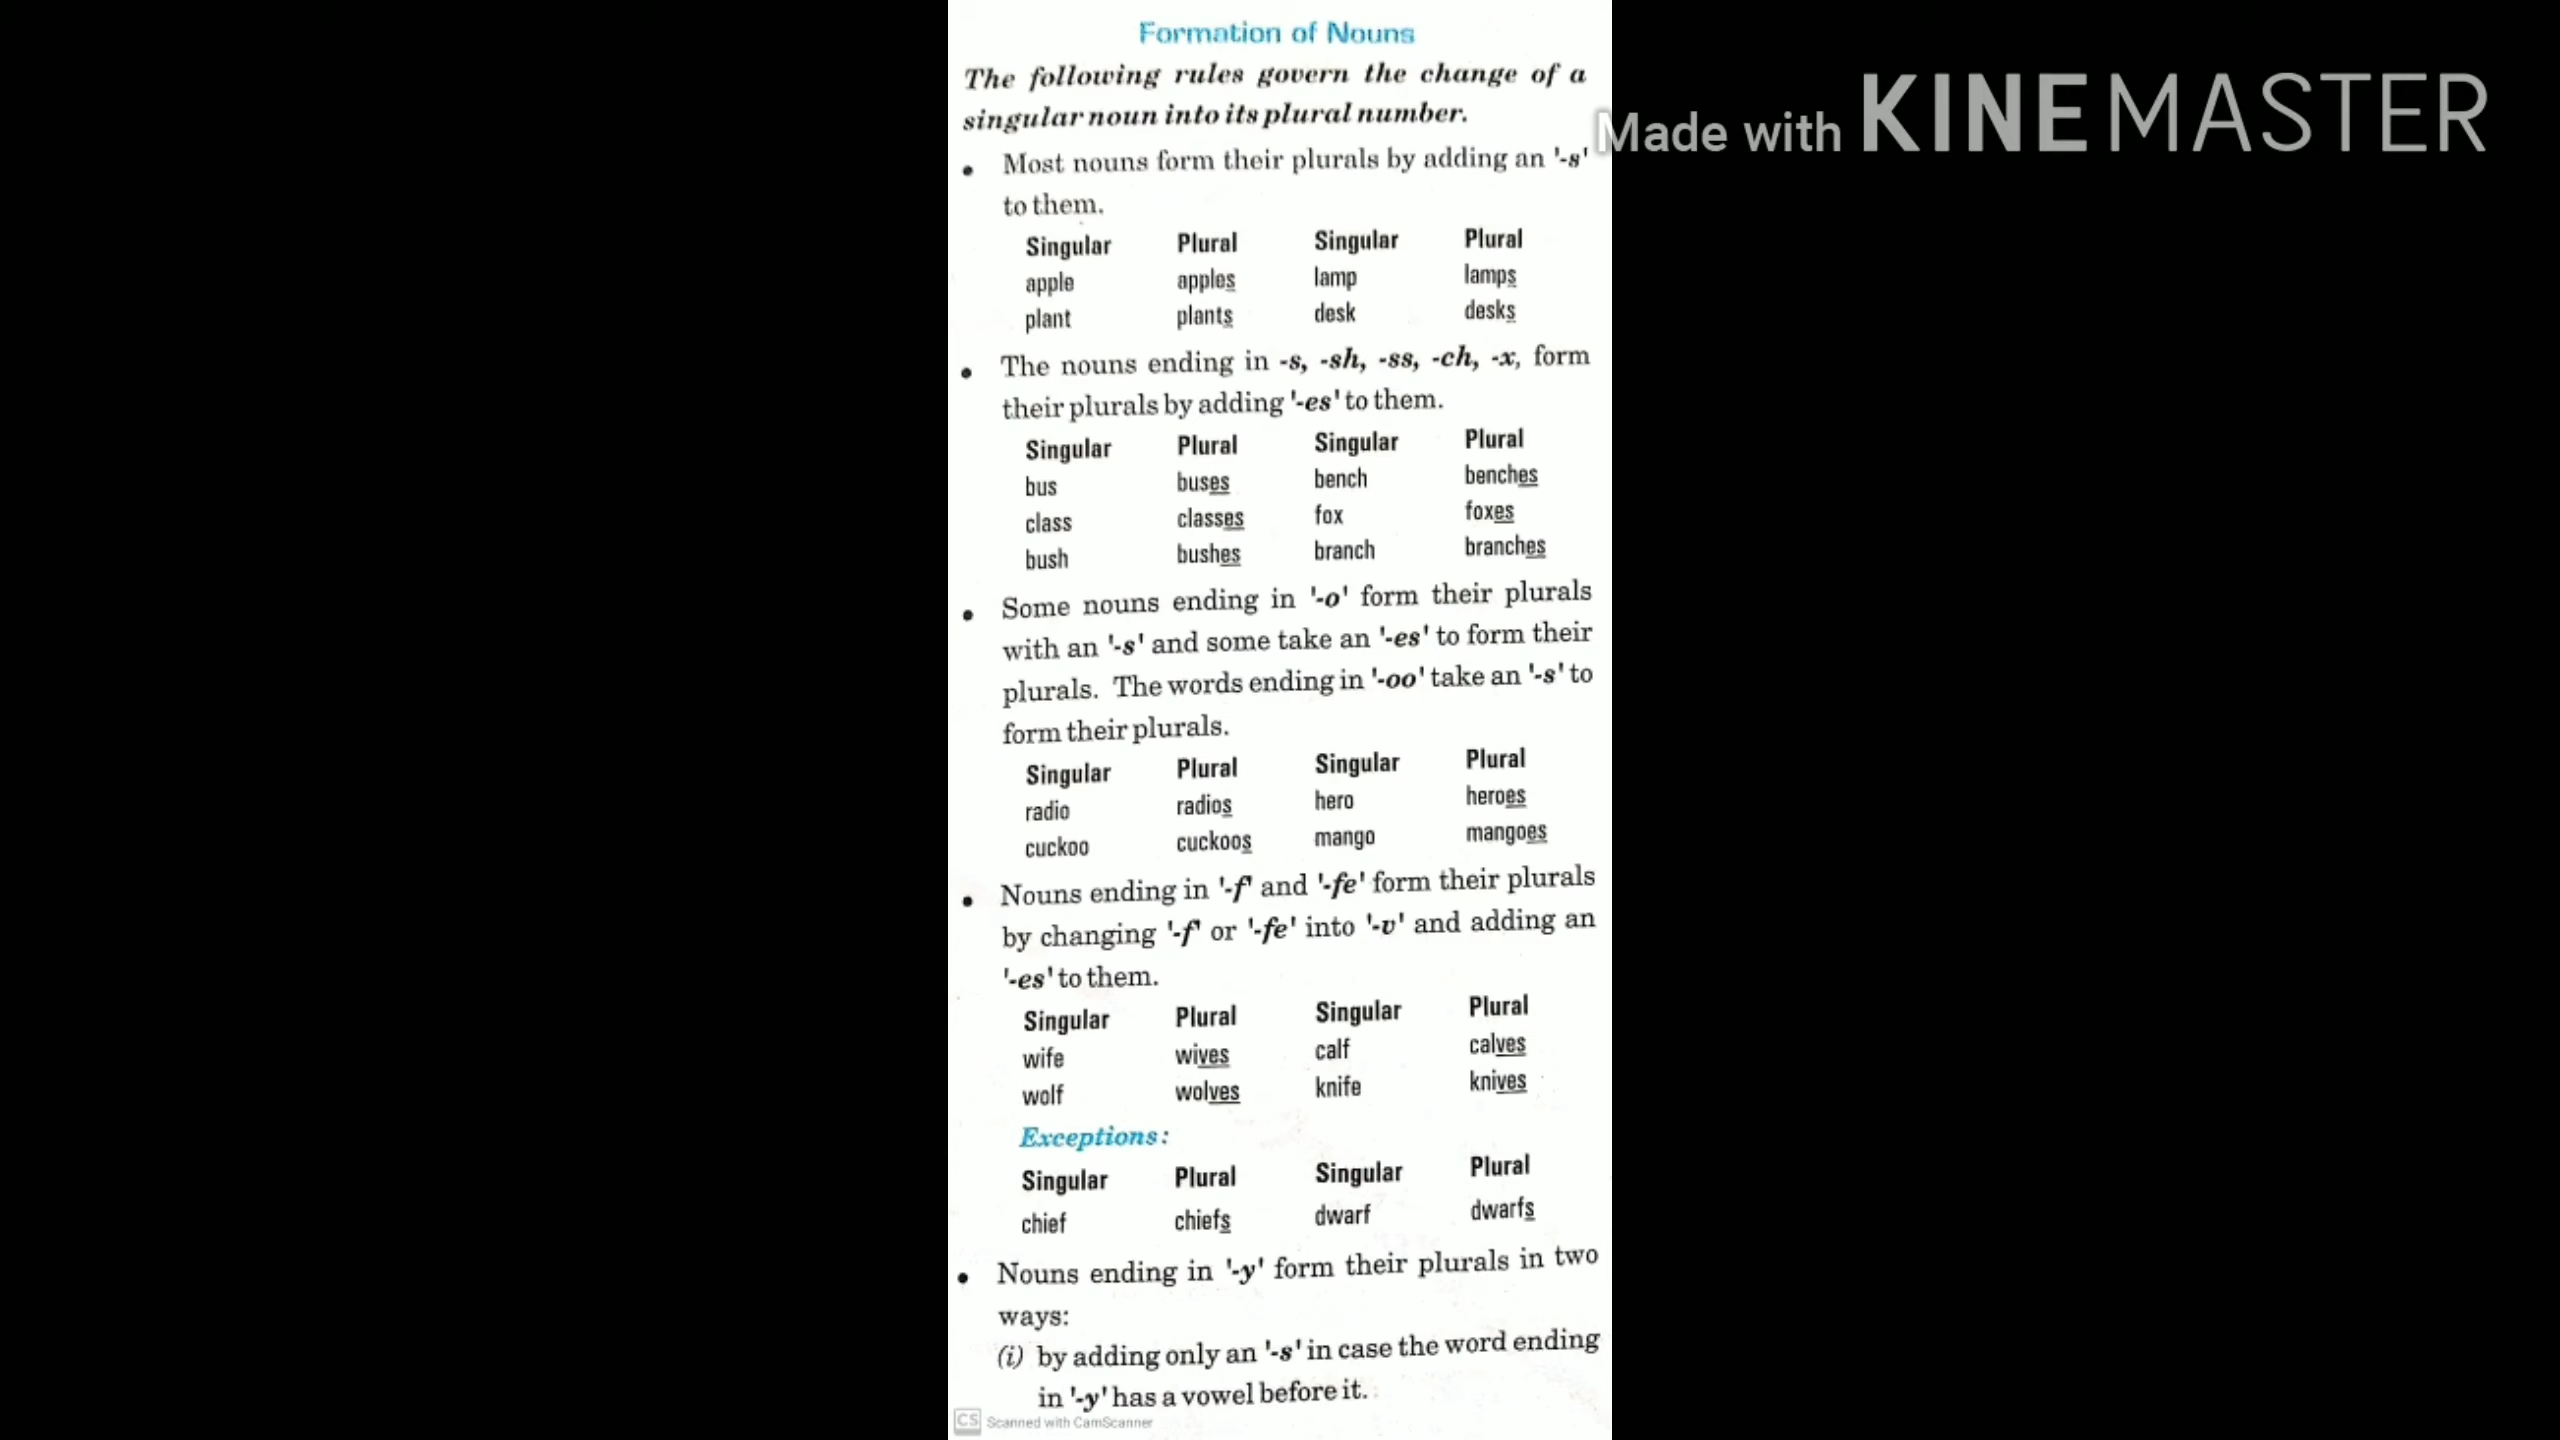 Formation of Nouns
The following rules govern the change of a
singular noun into its plural number.
Made with KINEMASTER
• Most nouns form their plurals by adding an '-s'
to them.
Singular Plural Singular Plural
apple apples lamp lamps
plant plants desk desks
• The nouns ending in -s, -sh, -ss, -ch, -x, form
their plurals by adding '-es' to them.
Singular Plural Singular Plural
bus buses bench benches
class classes fox foxes
bush bushes branch branches
• Some nouns ending in '-o' form their plurals
with an '-s' and some take an '-es' to form their
plurals. The words ending in '-oo' take an '-s' to
form their plurals.
Singular Plural Singular Plural
radio radios hero heroes
cuckoo cuckoos mango mangoes
• Nouns ending in '-f' and '-fe' form their plurals
by changing '-f' or '-fe' into '-v' and adding an
'-es' to them.
Singular Plural Singular Plural
wife wives calf calves
wolf wolves knife knives
Exceptions:
Singular Plural Singular Plural
chief chiefs dwarf dwarfs
• Nouns ending in '-y' form their plurals in two
ways:
(i) by adding only an '-s' in case the word ending
in '-y' has a vowel before it.
CS Scanned with CamScanner